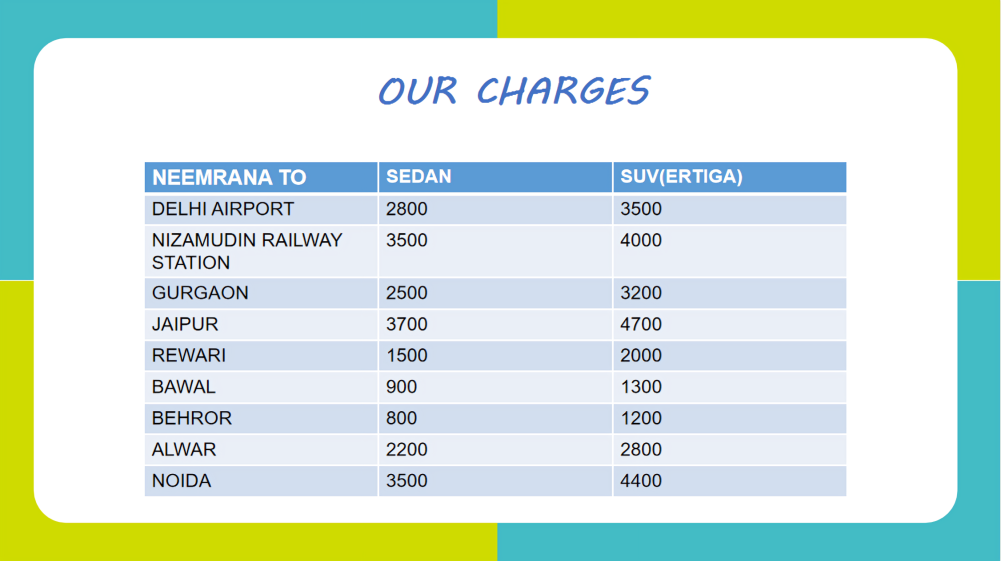 OUR CHARGES
NEEMRANA TO SEDAN SUV(ERTIGA)
DELHI AIRPORT 2800 3500
NIZAMUDIN RAILWAY 3500 4000
STATION
GURGAON 2500 3200
JAIPUR 3700 4700
REWARI 1500 2000
BAWAL 900 1300
BEHROR 800 1200
ALWAR 2200 2800
NOIDA 3500 4400